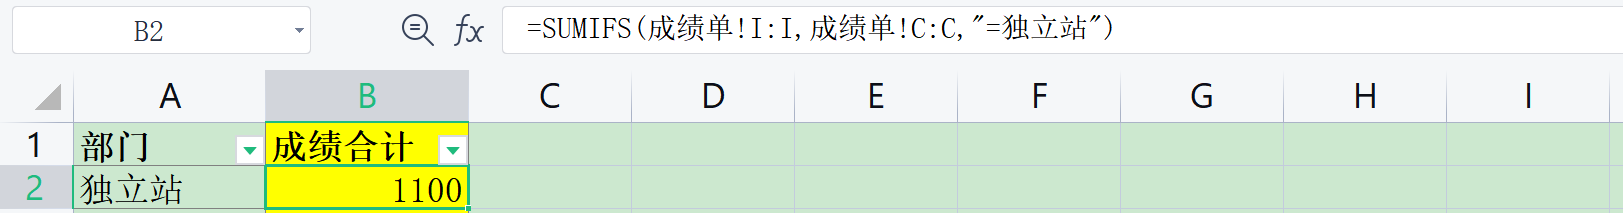 B2 fx =SUMIFS(成绩单!I:I,成绩单!C:C,"=独立站")
A B C D E F G H I
1 部门 成绩合计
2 独立站 1100